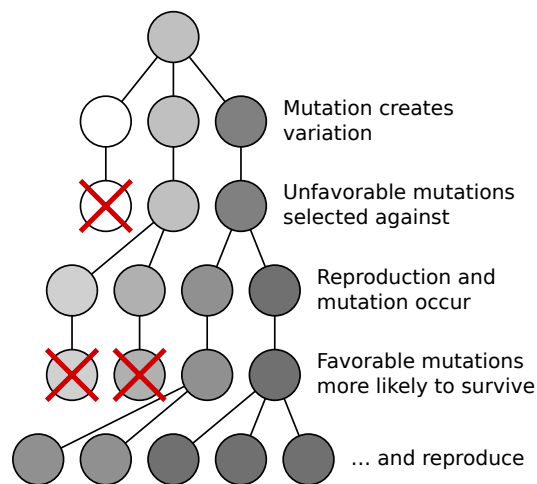 Mutation creates
variation
Unfavorable mutations
selected against
Reproduction and
mutation occur
Favorable mutations
more likely to survive
... and reproduce